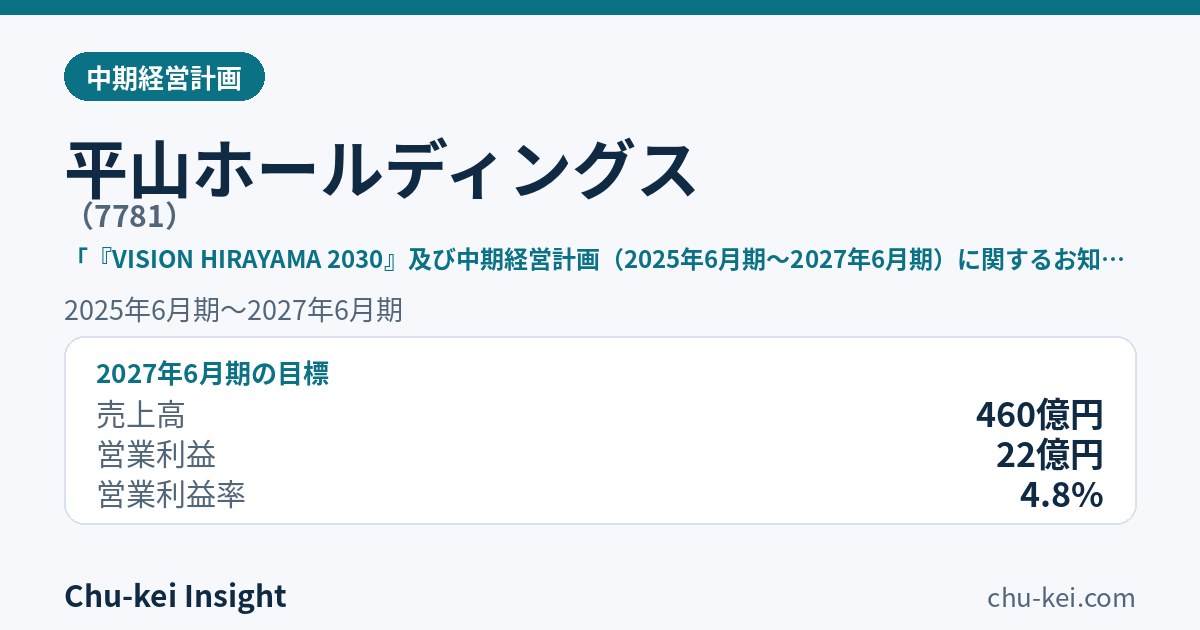 中期経営計画
平山ホールディングス
（7781）
「『VISION HIRAYAMA 2030』及び中期経営計画（2025年6月期～2027年6月期）に関するお知…
2025年6月期～2027年6月期
2027年6月期の目標
売上高 460億円
営業利益 22億円
営業利益率 4.8%
Chu-kei Insight chu-kei.com